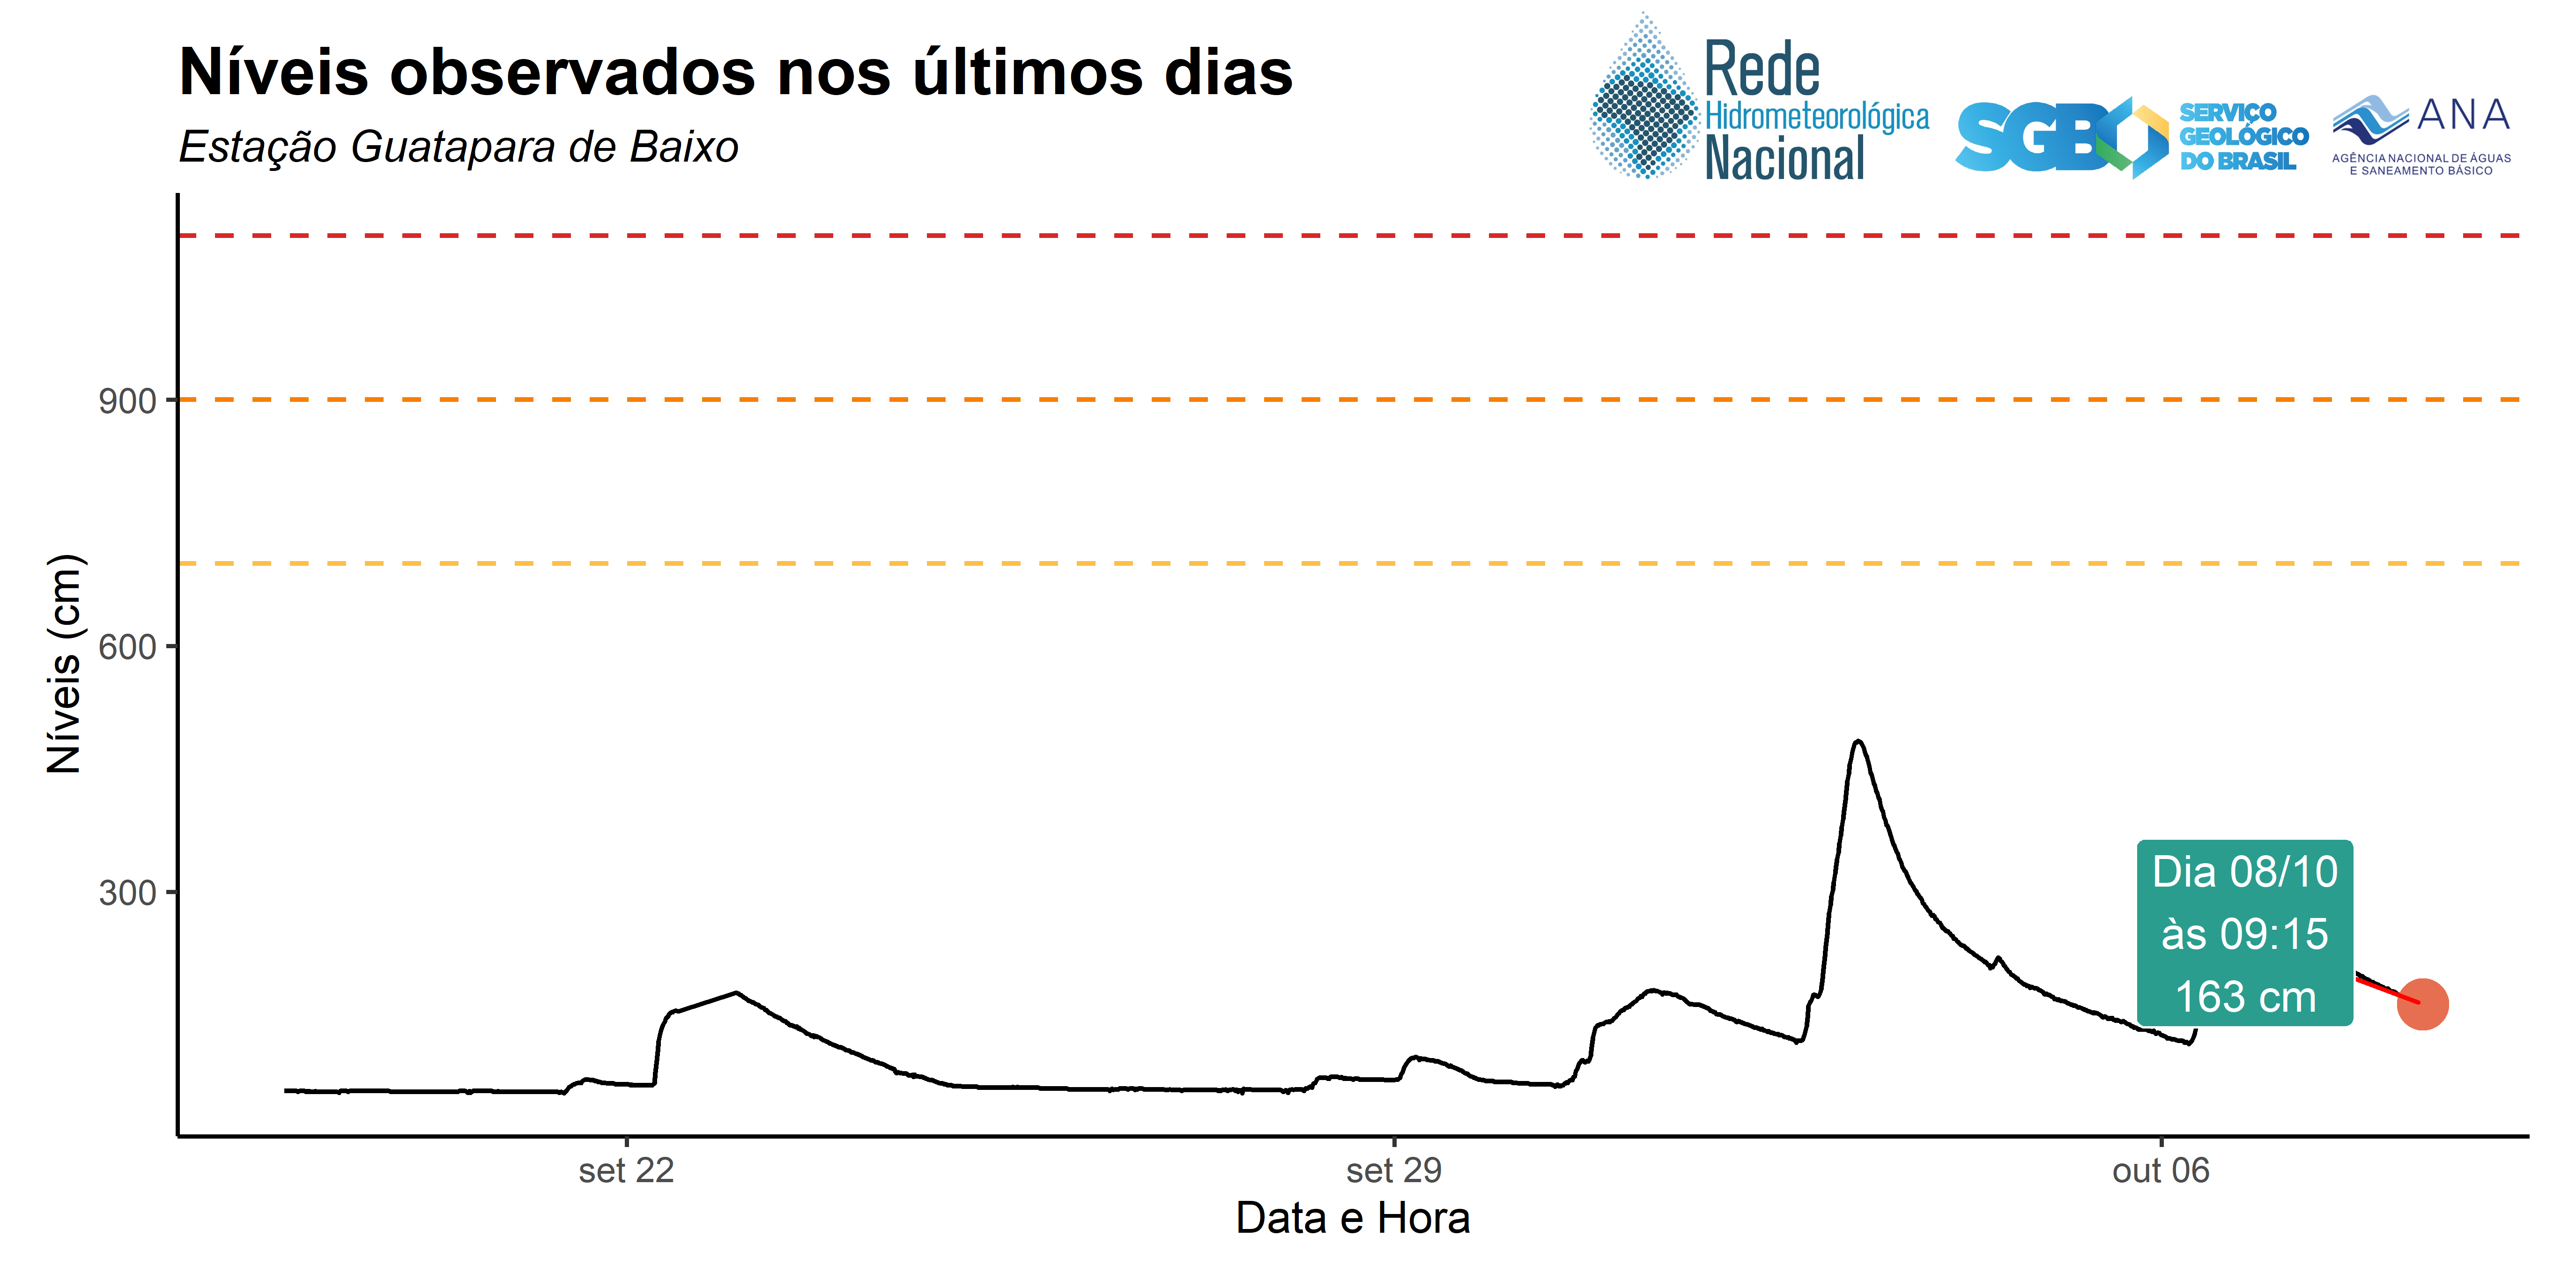 Níveis observados nos últimos dias
Estação Guatapara de Baixo
Rede
Hidrometeorológica
Nacional
SGB
SERVIÇO
GEOLÓGICO
DO BRASIL
ANA
AGÊNCIA NACIONAL DE ÁGUAS
E SANEAMENTO BÁSICO
Níveis (cm)
900
600
300
Dia 08/10
às 09:15
163 cm
set 22
set 29
out 06
Data e Hora